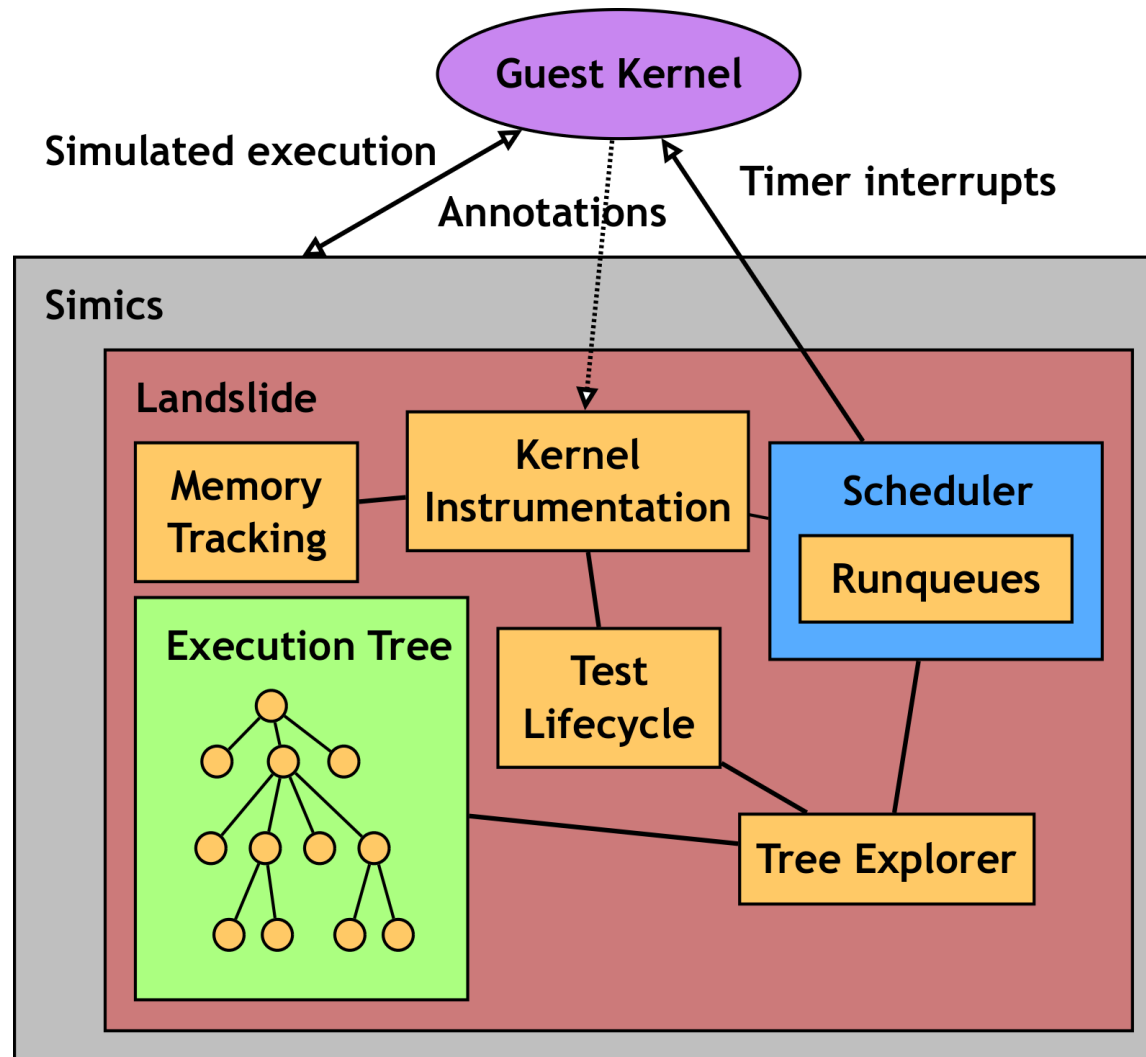 Guest Kernel
Simulated execution
Timer interrupts
Annotations
Simics
Landslide
Kernel
Instrumentation
Memory
Tracking
Scheduler
Runqueues
Execution Tree
Test
Lifecycle
Tree Explorer